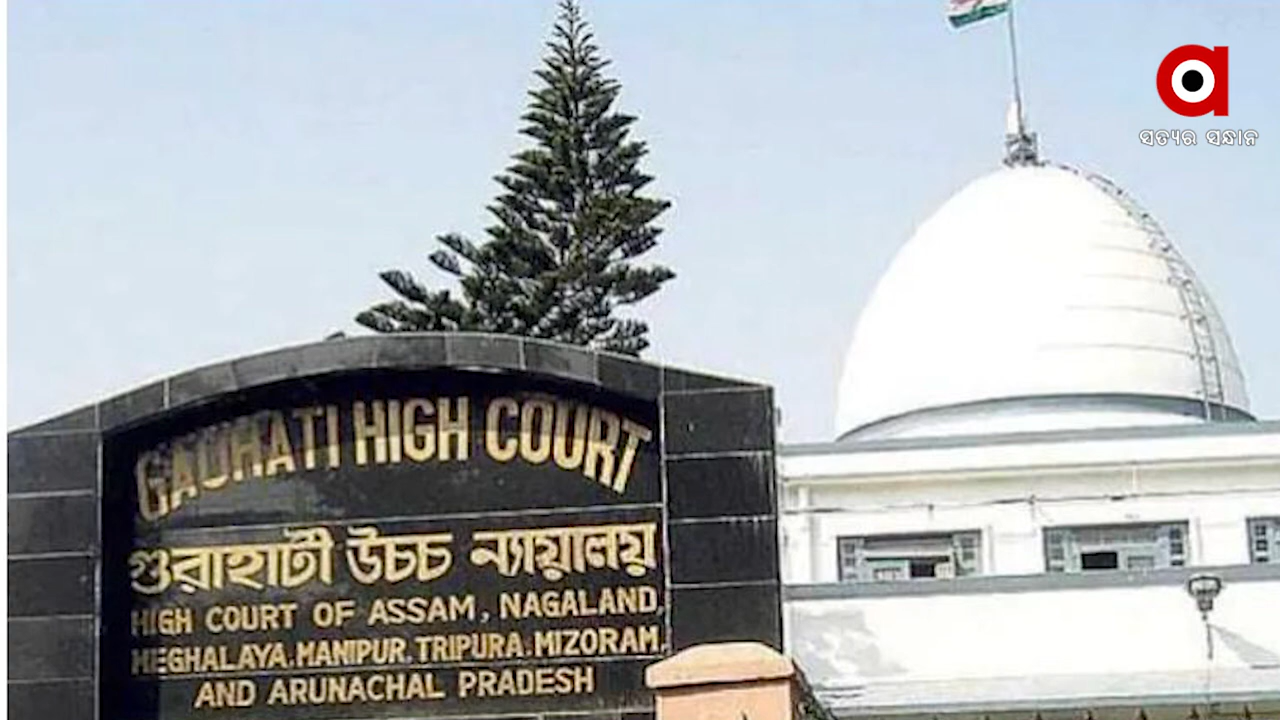 ସତ୍ୟର ସନ୍ଧାନ
GAUHATI HIGH COURT
গুৱাহাটী উচ্চ ন্যায়ালয়
HIGH COURT OF ASSAM, NAGALAND,
MEGHALAYA, MANIPUR, TRIPURA, MIZORAM,
AND ARUNACHAL PRADESH